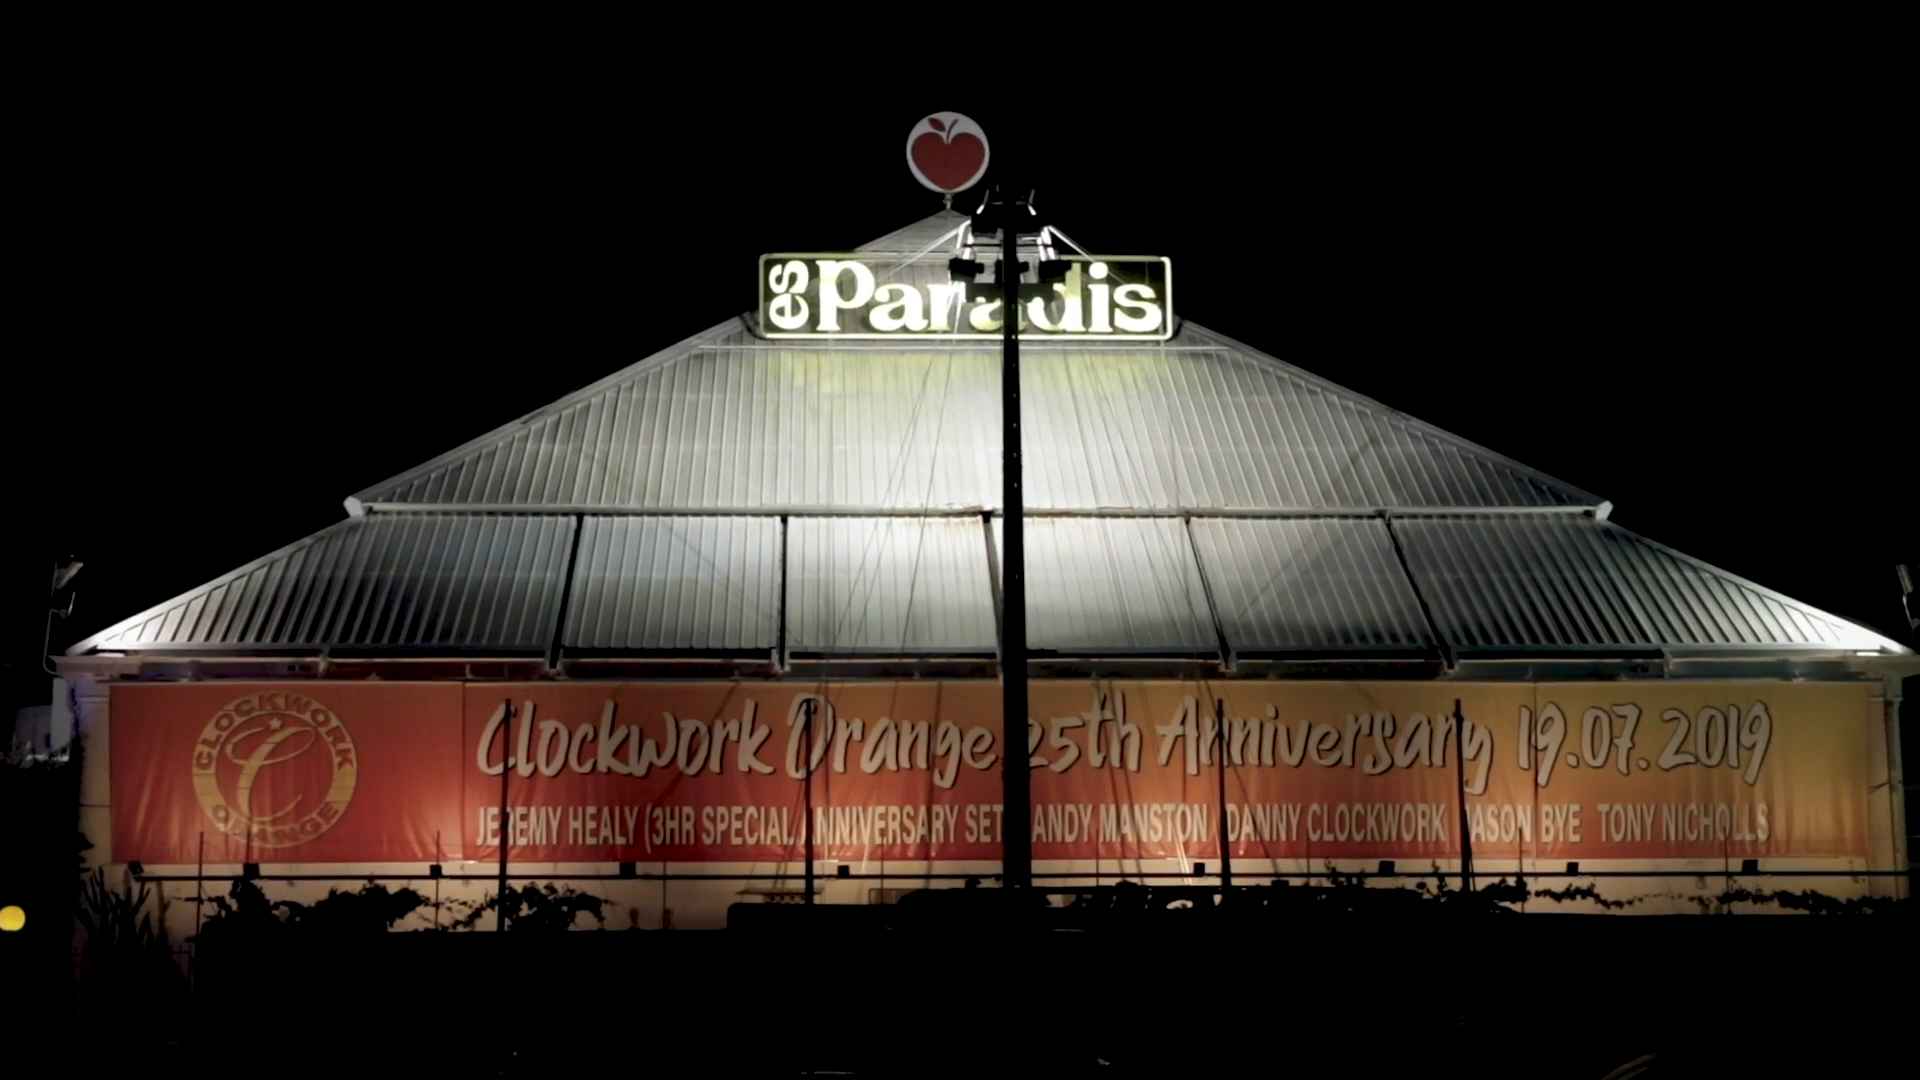 es Paradis
CLOCKWORK
ORANGE
Clockwork Orange 25th Anniversary 19.07.2019
JEREMY HEALY (3HR SPECIAL ANNIVERSARY SET ANDY MANSTON DANNY CLOCKWORK JASON BYE TONY NICHOLLS